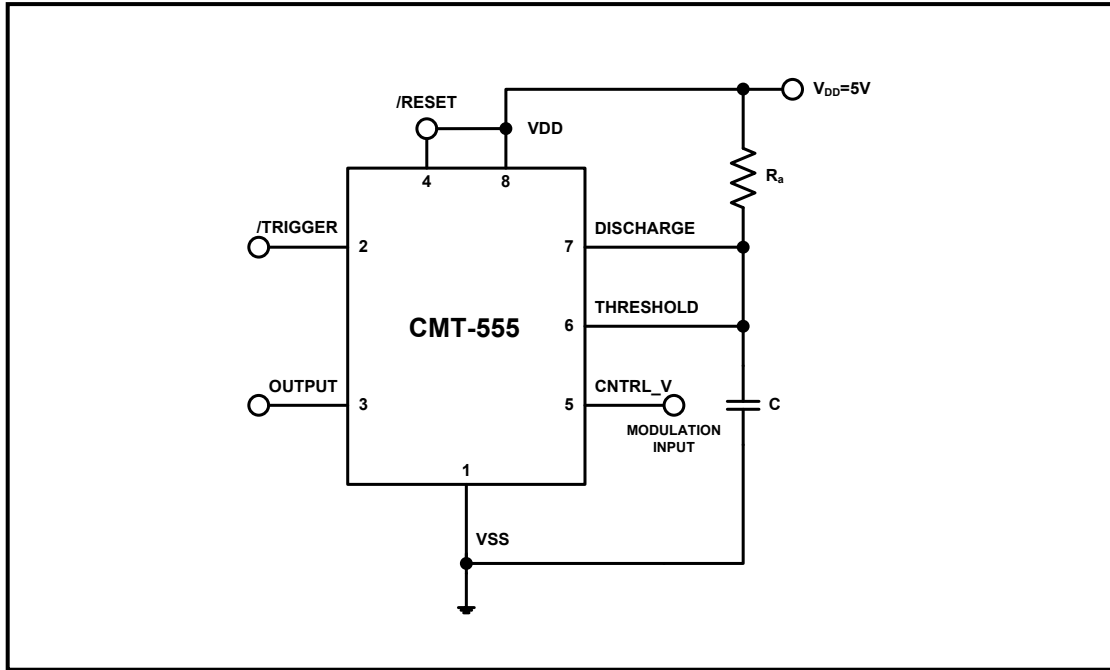 V_DD=5V
/RESET
VDD
4
8
R_a
/TRIGGER
2
DISCHARGE
7
THRESHOLD
6
CMT-555
OUTPUT
3
CNTRL_V
5
C
MODULATION
INPUT
1
VSS